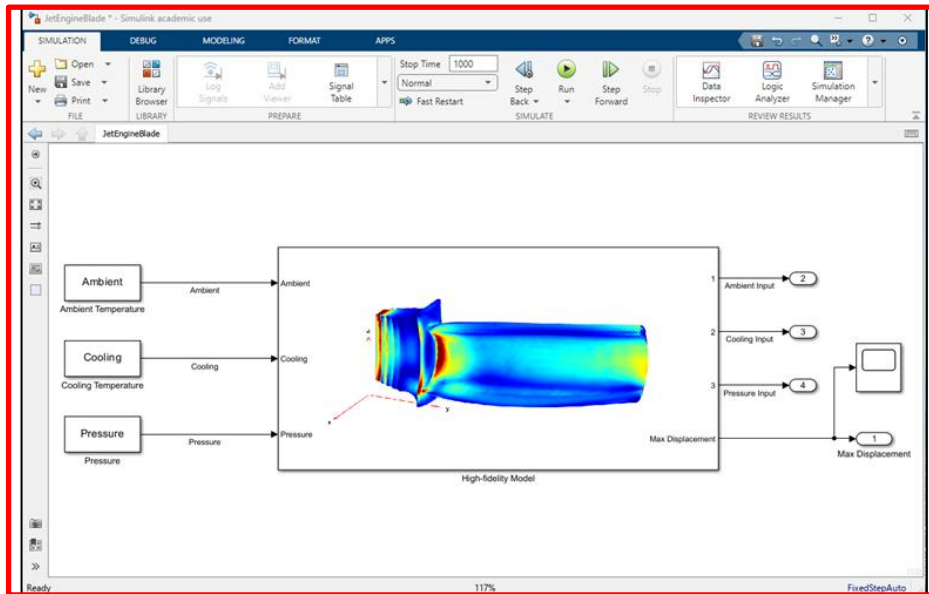 JetEngineBlade * - Simulink academic use
SIMULATION DEBUG MODELING FORMAT APPS
New
Open
Save
Print
FILE
Library Browser
LIBRARY
Log Signals
Add Viewer
Signal Table
PREPARE
Stop Time 1000
Normal
Fast Restart
Step Back
Run
Step Forward
Stop
SIMULATE
Data Inspector
Logic Analyzer
Simulation Manager
REVIEW RESULTS
JetEngineBlade
Ambient
Ambient Temperature
Ambient
Ambient
Cooling
Cooling Temperature
Cooling
Cooling
Pressure
Pressure
Pressure
Pressure
z
x
y
1
Ambient Input
2
2
Cooling Input
3
3
Pressure Input
4
Max Displacement
1
Max Displacement
High-fidelity Model
Ready 117% FixedStepAuto